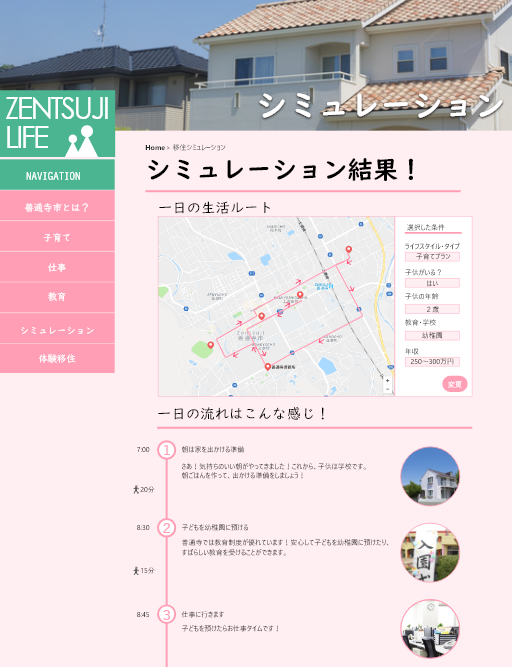 シミュレーション
ZENTSUJI
LIFE
NAVIGATION
善通寺市とは？
子育て
仕事
教育
シミュレーション
体験移住
Home > 移住シミュレーション
シミュレーション結果！
一日の生活ルート
選択した条件
ライフスタイル・タイプ
子育てプラン
子供がいる？
はい
子供の年齢
2 歳
教育・学校
幼稚園
年収
250〜300万円
変更
Zentsuji
善通寺市
一日の流れはこんな感じ！
7:00
1
朝は家を出かける準備
さあ！気持ちのいい朝がやってきました！これから、子供は学校です。
朝ごはんを作って、出かける準備をしましょう！
20分
8:30
2
子どもを幼稚園に預ける
善通寺では教育制度が優れています！安心して子どもを幼稚園に預けたり、
すばらしい教育を受けることができます。
入園
15分
8:45
3
仕事に行きます
子どもを預けたらお仕事タイムです！